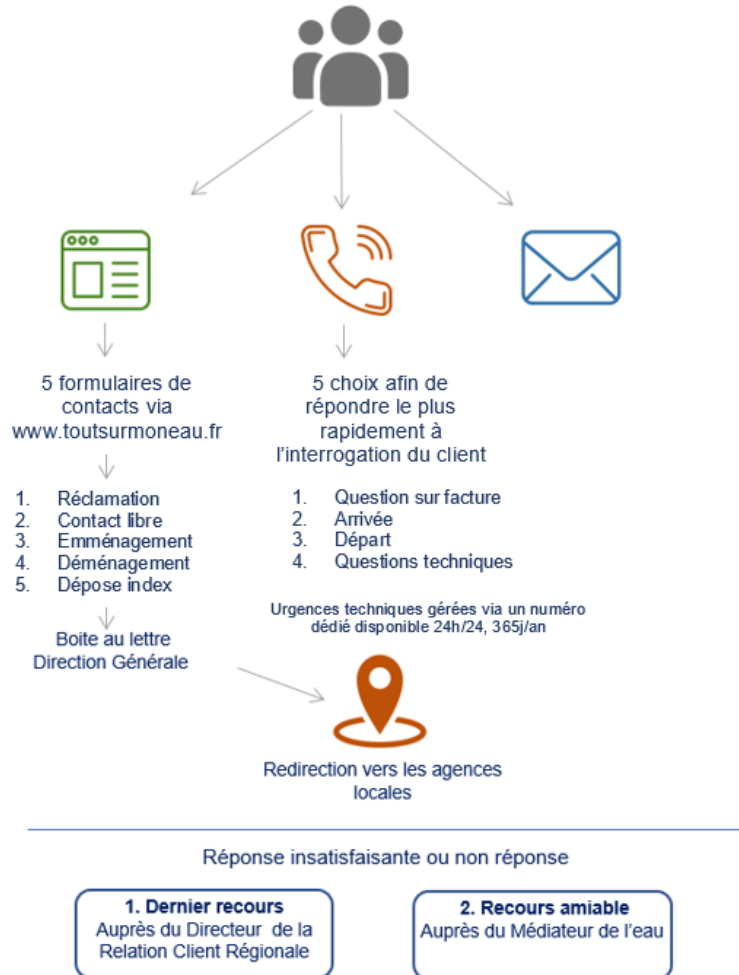 5 formulaires de
contacts via
www.toutsurmoneau.fr
1. Réclamation
2. Contact libre
3. Emménagement
4. Déménagement
5. Dépose index
Boite au lettre
Direction Générale
5 choix afin de
répondre le plus
rapidement à
l'interrogation du client
1. Question sur facture
2. Arrivée
3. Départ
4. Questions techniques
Urgences techniques gérées via un numéro
dédié disponible 24h/24, 365j/an
Redirection vers les agences
locales
Réponse insatisfaisante ou non réponse
1. Dernier recours
Auprès du Directeur de la
Relation Client Régionale
2. Recours amiable
Auprès du Médiateur de l'eau